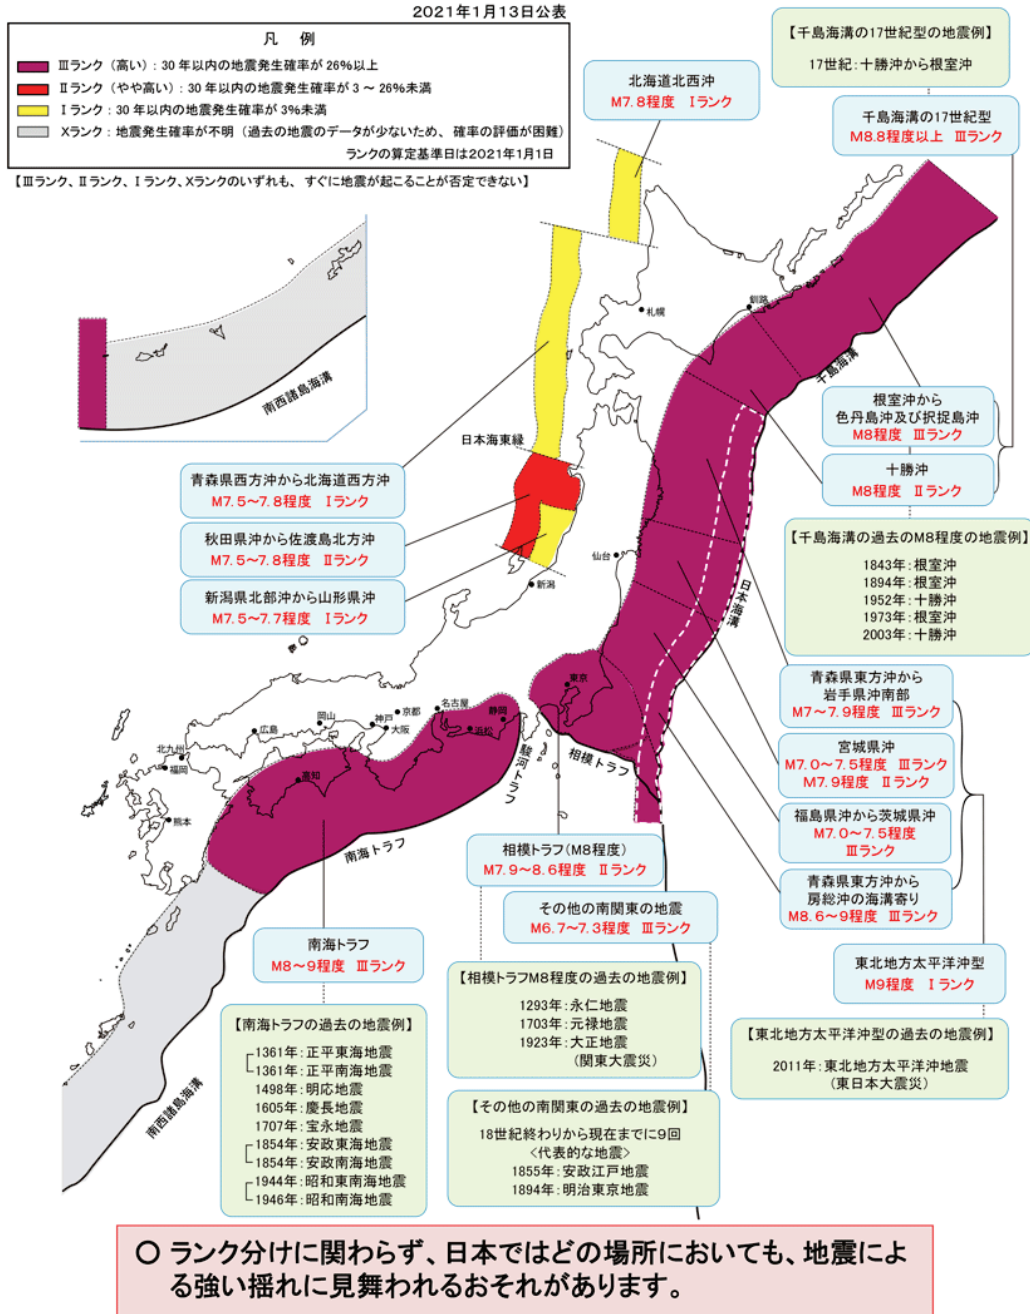 2021年1月13日公表
凡 例
Ⅲランク（高い）：30年以内の地震発生確率が26%以上
Ⅱランク（やや高い）：30年以内の地震発生確率が3～26%未満
Ⅰランク：30年以内の地震発生確率が3%未満
Xランク：地震発生確率が不明（過去の地震のデータが少ないため、確率の評価が困難）
ランクの算定基準日は2021年1月1日
【Ⅲランク、Ⅱランク、Ⅰランク、Xランクのいずれも、すぐに地震が起こることが否定できない】
北海道北西沖
M7.8程度 Ⅰランク
【千島海溝の17世紀型の地震例】
17世紀：十勝沖から根室沖
千島海溝の17世紀型
M8.8程度以上 Ⅲランク
南西諸島海溝
札幌
釧路
千島海溝
根室沖から
色丹島沖及び択捉島沖
M8程度 Ⅲランク
十勝沖
M8程度 Ⅱランク
日本海東縁
青森県西方沖から北海道西方沖
M7.5～7.8程度 Ⅰランク
秋田県沖から佐渡島北方沖
M7.5～7.8程度 Ⅱランク
新潟県北部沖から山形県沖
M7.5～7.7程度 Ⅰランク
仙台
新潟
日本海溝
【千島海溝の過去のM8程度の地震例】
1843年：根室沖
1894年：根室沖
1952年：十勝沖
1973年：根室沖
2003年：十勝沖
青森県東方沖から
岩手県沖南部
M7～7.9程度 Ⅲランク
宮城県沖
M7.0～7.5程度 Ⅲランク
M7.9程度 Ⅱランク
福島県沖から茨城県沖
M7.0～7.5程度
Ⅲランク
青森県東方沖から
房総沖の海溝寄り
M8.6～9程度 Ⅲランク
東京
名古屋
京都
静岡
岡山
神戸
大阪
浜松
広島
北九州
福岡
高知
熊本
駿河トラフ
相模トラフ
南海トラフ
南西諸島海溝
相模トラフ（M8程度）
M7.9～8.6程度 Ⅱランク
その他の南関東の地震
M6.7～7.3程度 Ⅲランク
南海トラフ
M8～9程度 Ⅲランク
東北地方太平洋沖型
M9程度 Ⅰランク
【相模トラフM8程度の過去の地震例】
1293年：永仁地震
1703年：元禄地震
1923年：大正地震
（関東大震災）
【南海トラフの過去の地震例】
1361年：正平東海地震
1361年：正平南海地震
1498年：明応地震
1605年：慶長地震
1707年：宝永地震
1854年：安政東海地震
1854年：安政南海地震
1944年：昭和東南海地震
1946年：昭和南海地震
【東北地方太平洋沖型の過去の地震例】
2011年：東北地方太平洋沖地震
（東日本大震災）
【その他の南関東の過去の地震例】
18世紀終わりから現在までに9回
<代表的な地震>
1855年：安政江戸地震
1894年：明治東京地震
○ ランク分けに関わらず、日本ではどの場所においても、地震によ
る強い揺れに見舞われるおそれがあります。